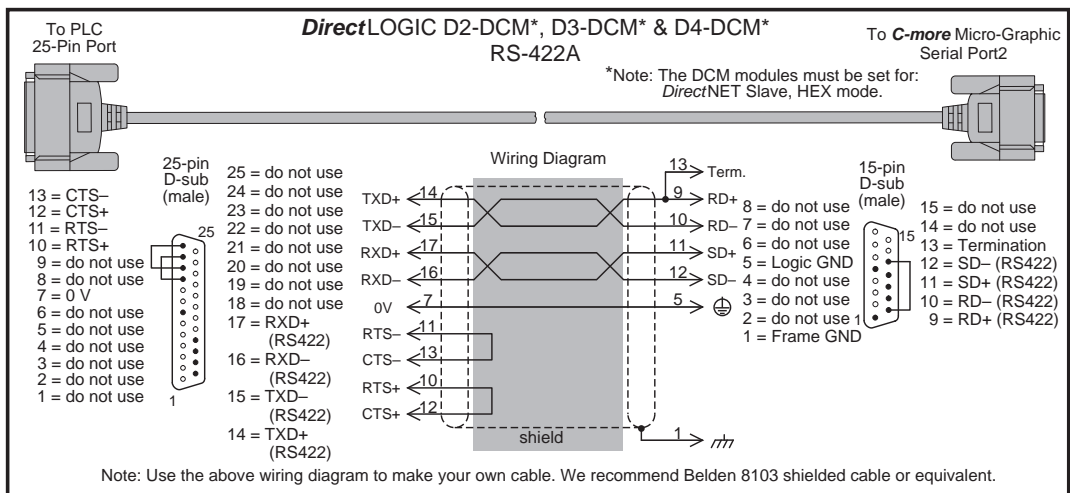 To PLC
25-Pin Port
DirectLOGIC D2-DCM*, D3-DCM* & D4-DCM*
RS-422A
To C-more Micro-Graphic
Serial Port2
*Note: The DCM modules must be set for:
DirectNET Slave, HEX mode.
25-pin
D-sub
(male)
13 = CTS–
12 = CTS+
11 = RTS–
10 = RTS+
9 = do not use
8 = do not use
7 = 0 V
6 = do not use
5 = do not use
4 = do not use
3 = do not use
2 = do not use
1 = do not use
25
1
25 = do not use
24 = do not use
23 = do not use
22 = do not use
21 = do not use
20 = do not use
19 = do not use
18 = do not use
17 = RXD+
(RS422)
16 = RXD–
(RS422)
15 = TXD–
(RS422)
14 = TXD+
(RS422)
Wiring Diagram
TXD+ 14
TXD– 15
RXD+ 17
RXD– 16
0V 7
RTS– 11
CTS– 13
RTS+ 10
CTS+ 12
shield
13 Term.
9 RD+
10 RD–
11 SD+
12 SD–
5
1
8 = do not use
7 = do not use
6 = do not use
5 = Logic GND
4 = do not use
3 = do not use
2 = do not use
1 = Frame GND
15-pin
D-sub
(male)
15
1
15 = do not use
14 = do not use
13 = Termination
12 = SD– (RS422)
11 = SD+ (RS422)
10 = RD– (RS422)
9 = RD+ (RS422)
Note: Use the above wiring diagram to make your own cable. We recommend Belden 8103 shielded cable or equivalent.